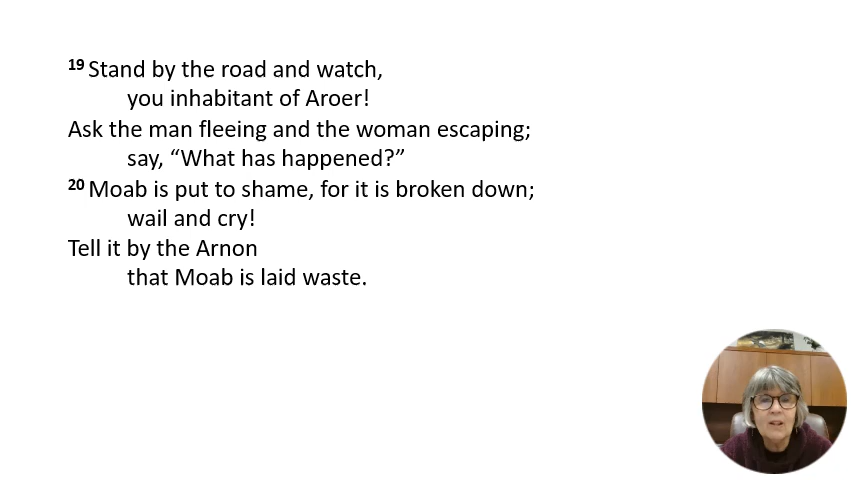 19 Stand by the road and watch,
you inhabitant of Aroer!
Ask the man fleeing and the woman escaping;
say, “What has happened?”
20 Moab is put to shame, for it is broken down;
wail and cry!
Tell it by the Arnon
that Moab is laid waste.